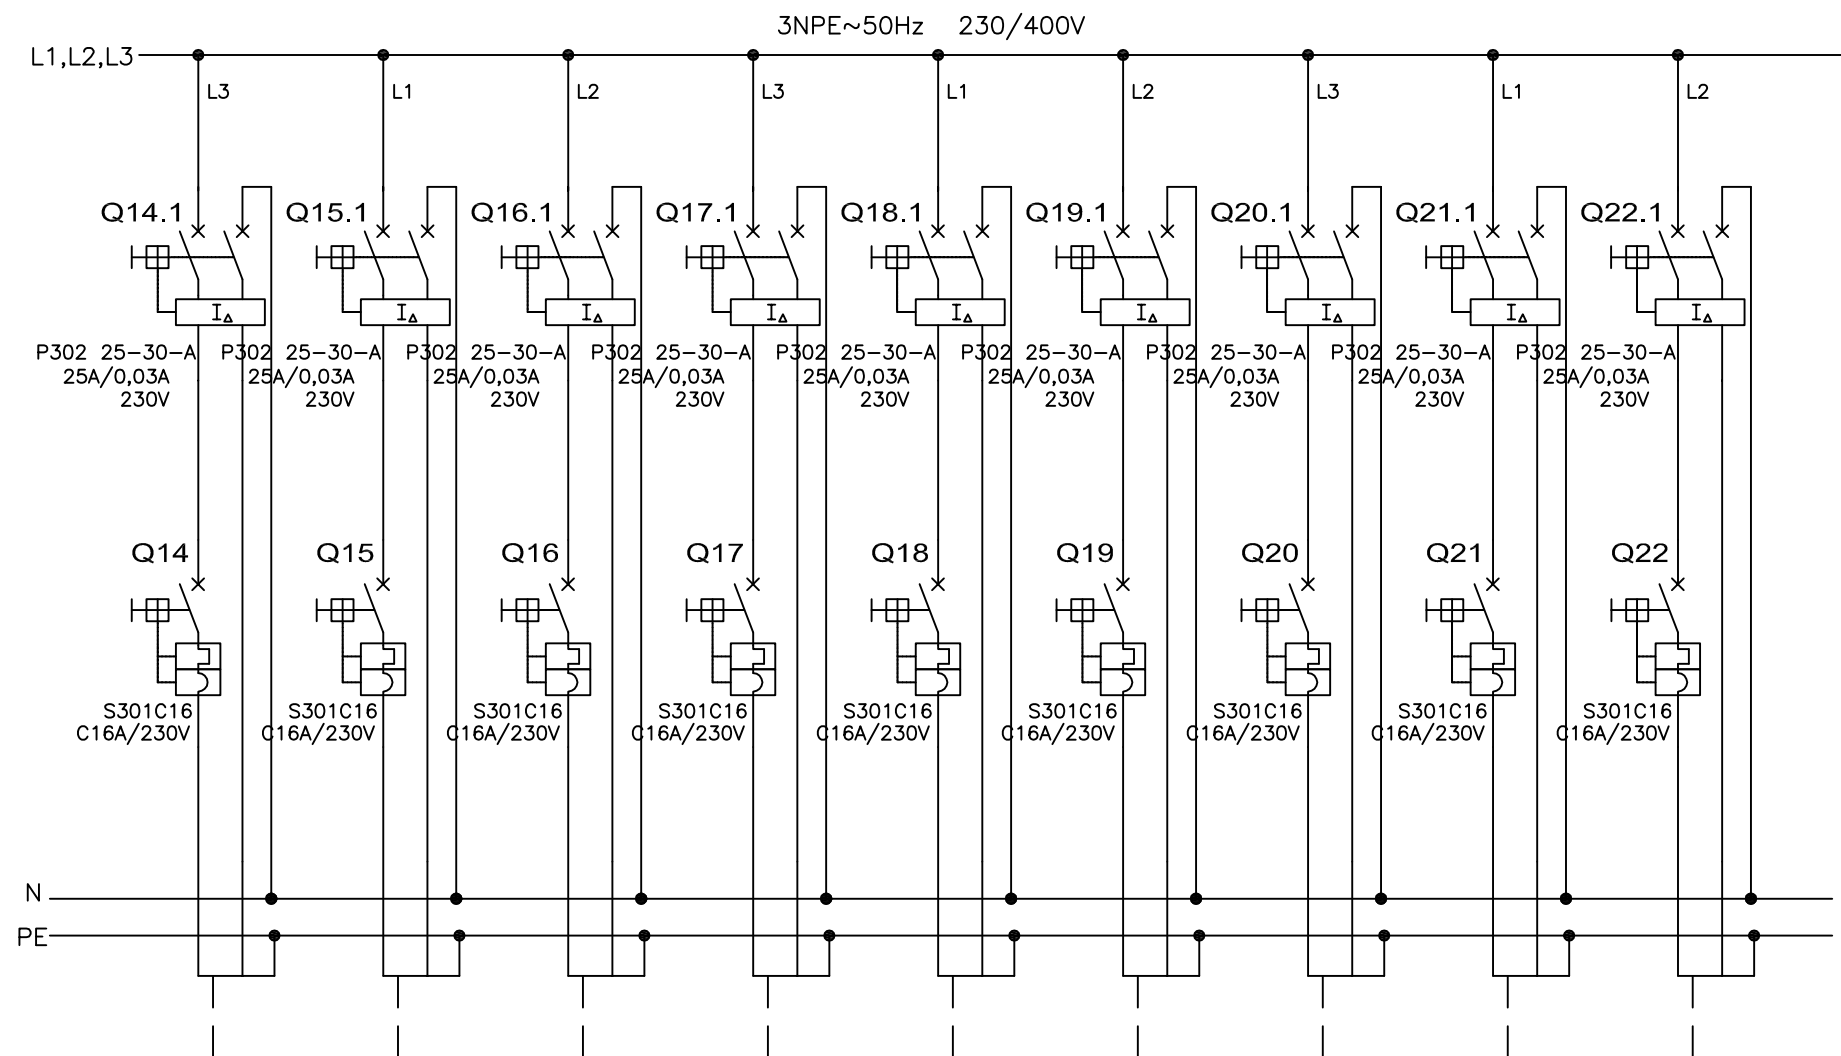 3NPE~50Hz 230/400V
L1,L2,L3
L3 L1 L2 L3 L1 L2 L3 L1 L2
Q14.1 Q15.1 Q16.1 Q17.1 Q18.1 Q19.1 Q20.1 Q21.1 Q22.1
I∆ I∆ I∆ I∆ I∆ I∆ I∆ I∆ I∆
P302 25-30-A P302 25-30-A P302 25-30-A P302 25-30-A P302 25-30-A P302 25-30-A P302 25-30-A P302 25-30-A P302 25-30-A
25A/0,03A 25A/0,03A 25A/0,03A 25A/0,03A 25A/0,03A 25A/0,03A 25A/0,03A 25A/0,03A 25A/0,03A
230V 230V 230V 230V 230V 230V 230V 230V 230V
Q14 Q15 Q16 Q17 Q18 Q19 Q20 Q21 Q22
S301C16 S301C16 S301C16 S301C16 S301C16 S301C16 S301C16 S301C16 S301C16
C16A/230V C16A/230V C16A/230V C16A/230V C16A/230V C16A/230V C16A/230V C16A/230V C16A/230V
N
PE